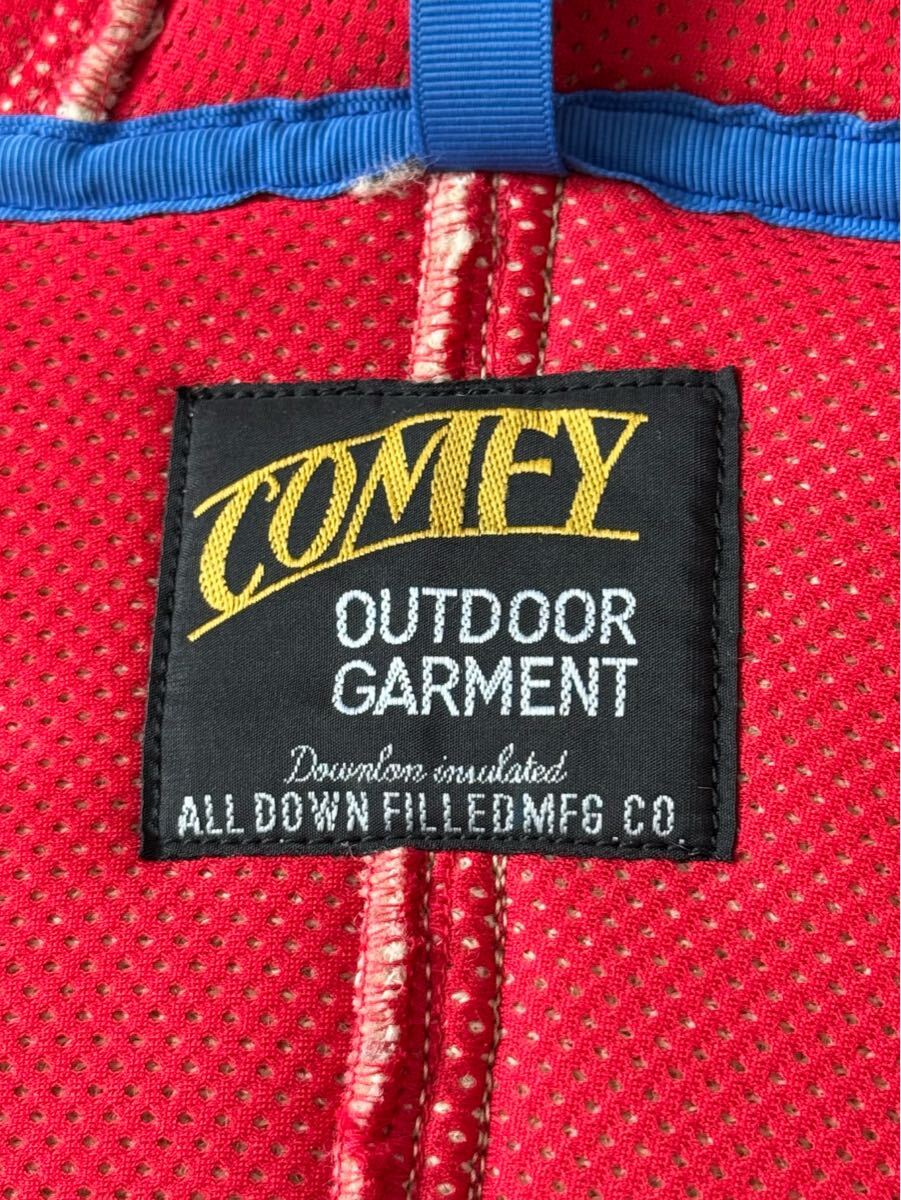 COMFY
OUTDOOR
GARMENT
Downlon insulated
ALL DOWN FILLED MFG. CO.